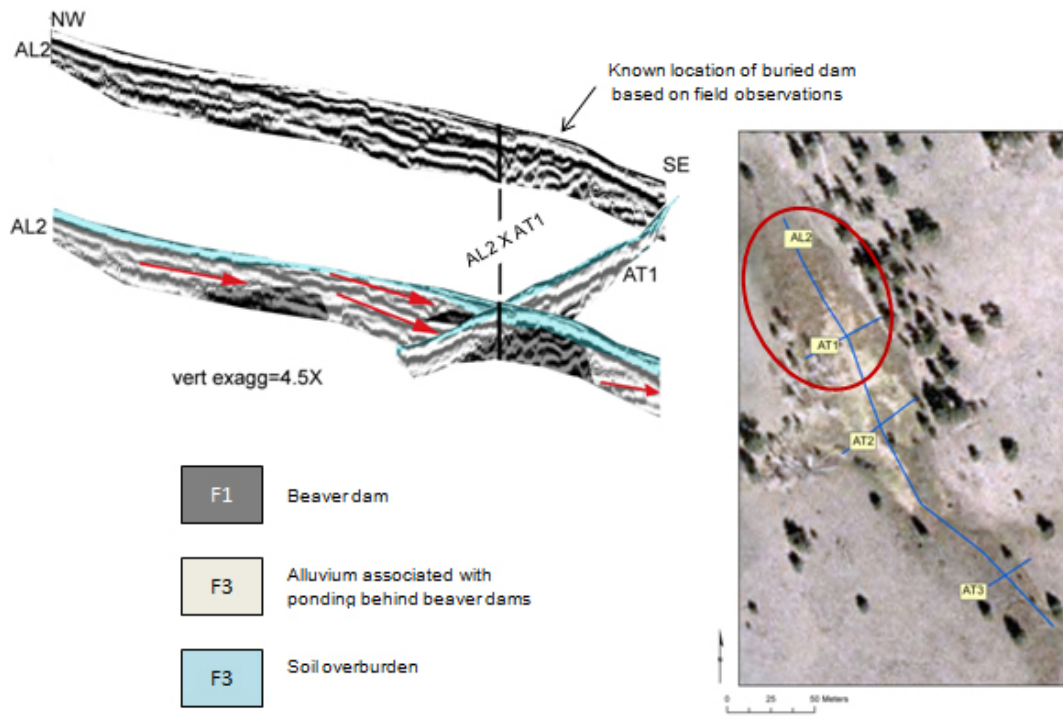 NW
AL2
Known location of buried dam
based on field observations
SE
AL2
AL2 X AT1
AT1
vert exagg=4.5X
F1
Beaver dam
F3
Alluvium associated with
ponding behind beaver dams
F3
Soil overburden
AL2
AT1
AT2
AT3
0 25 50 Meters